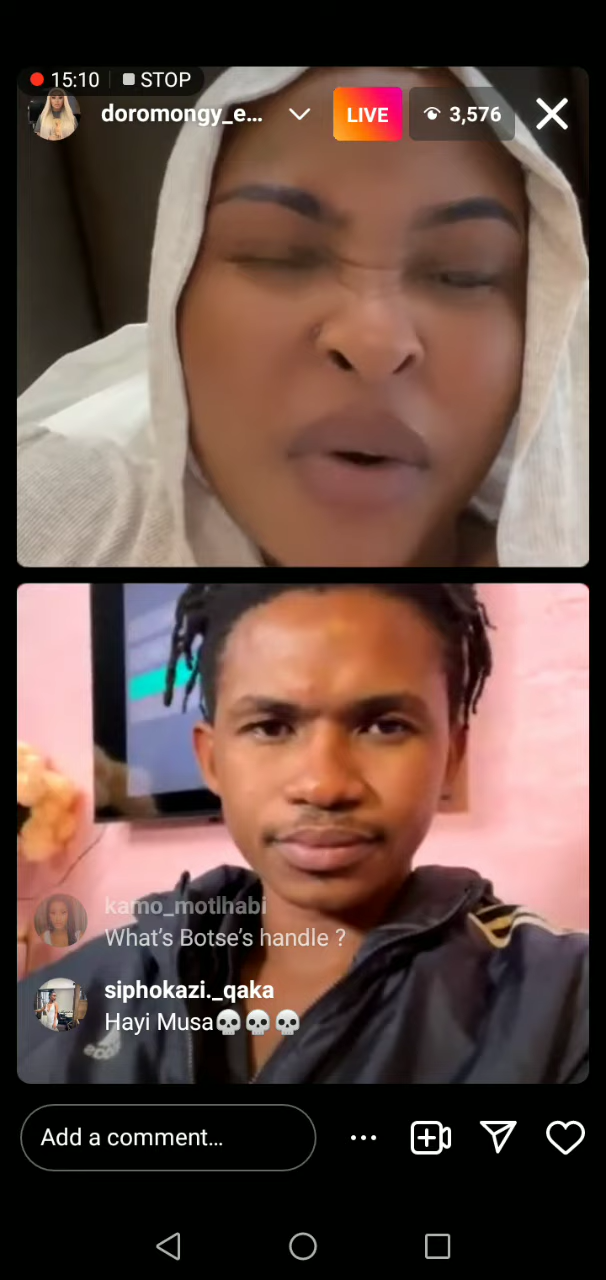 15:10 STOP
doromongy_e... LIVE 3,576
kamo_motlhabi
What's Botse's handle ?
siphokazi._qaka
Hayi Musa💀💀💀
Add a comment...